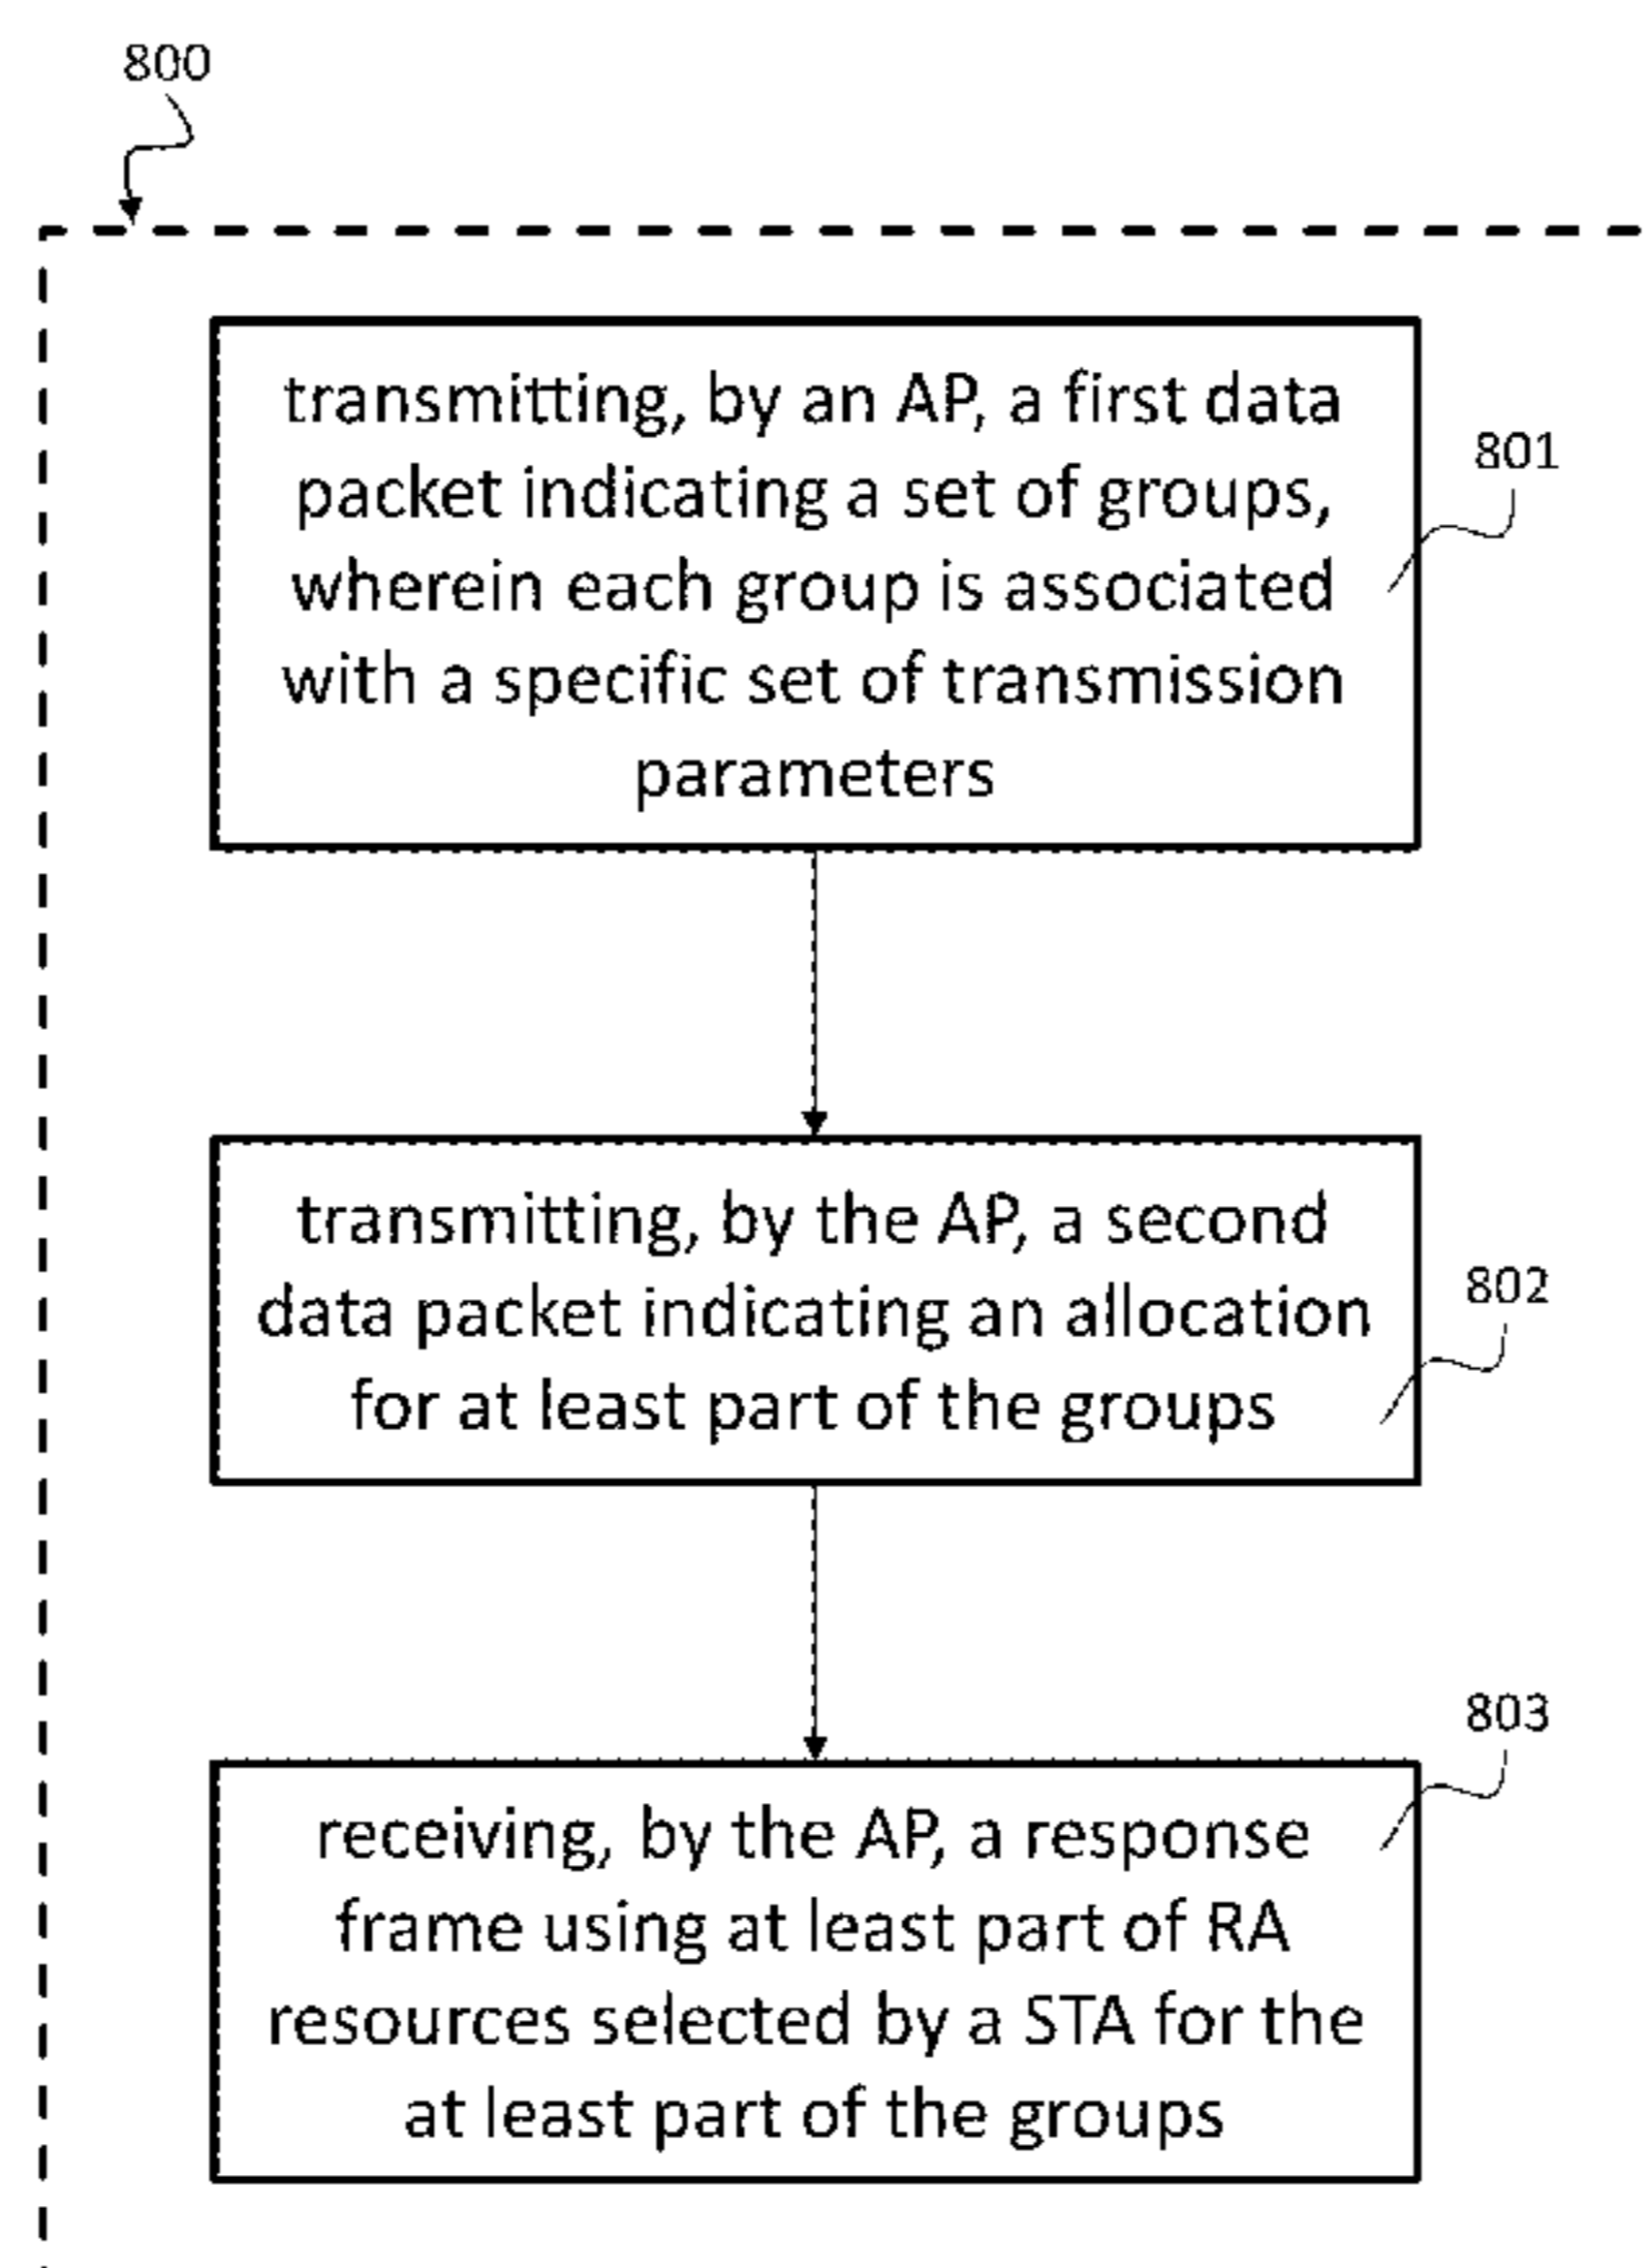 800
transmitting, by an AP, a first data
packet indicating a set of groups,
wherein each group is associated
with a specific set of transmission
parameters
801
transmitting, by the AP, a second
data packet indicating an allocation
for at least part of the groups
802
receiving, by the AP, a response
frame using at least part of RA
resources selected by a STA for the
at least part of the groups
803